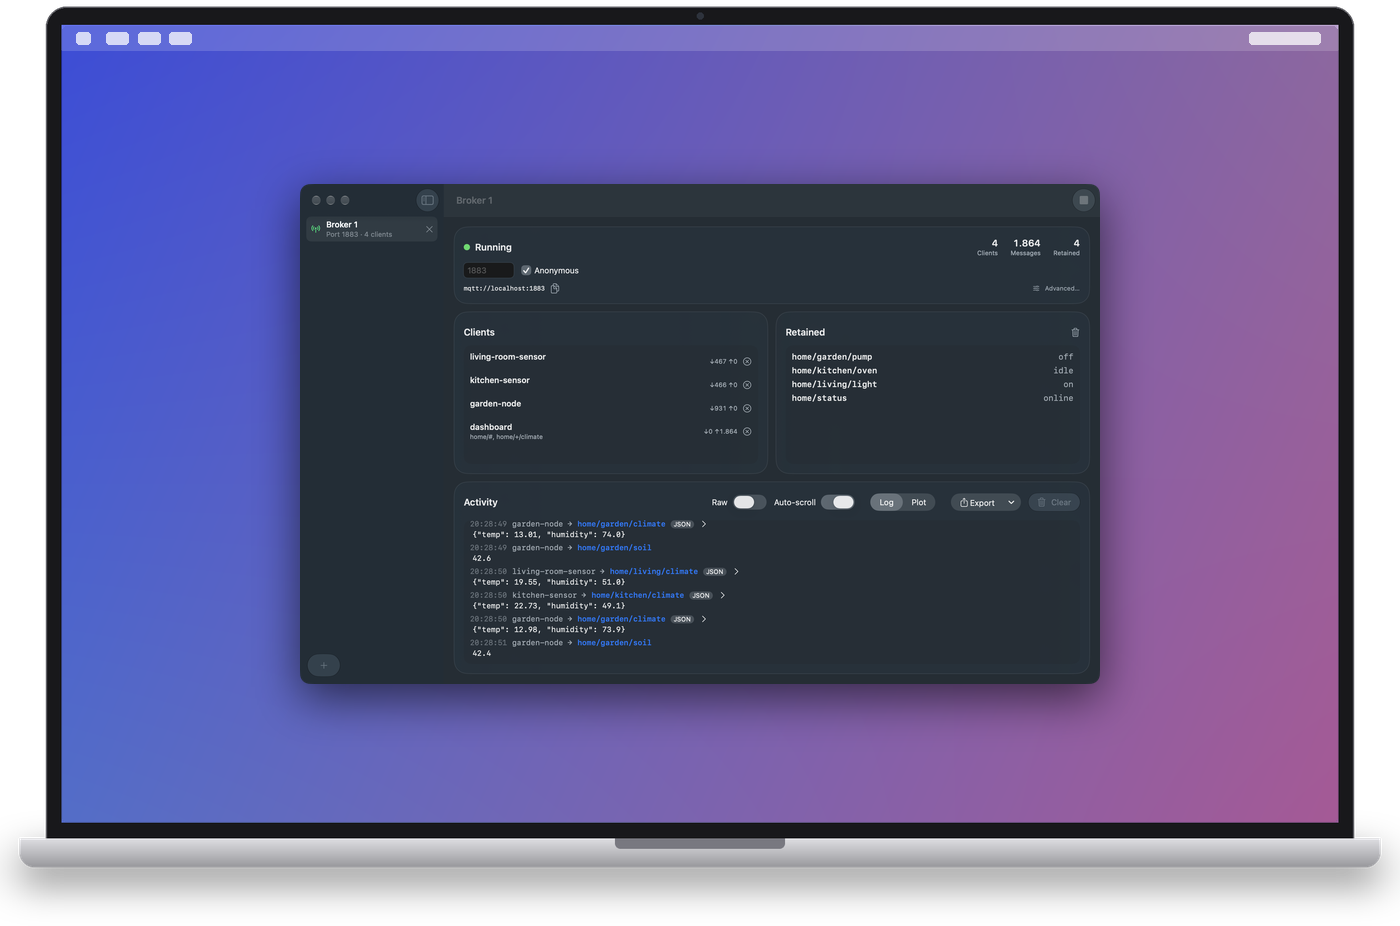 Broker 1
Broker 1
Port 1883 · 4 clients
Running
4 1.864 4
Clients Messages Retained
1883 Anonymous
mqtt://localhost:1883
Advanced...
Clients
living-room-sensor
↓467 ↑0
kitchen-sensor
↓466 ↑0
garden-node
↓931 ↑0
dashboard
home/#, home/+/climate
↓0 ↑1.864
Retained
home/garden/pump off
home/kitchen/oven idle
home/living/light on
home/status online
Activity Raw Auto-scroll Log Plot Export Clear
20:28:49 garden-node → home/garden/climate JSON
{"temp": 13.01, "humidity": 74.0}
20:28:49 garden-node → home/garden/soil
42.6
20:28:50 living-room-sensor → home/living/climate JSON
{"temp": 19.55, "humidity": 51.0}
20:28:50 kitchen-sensor → home/kitchen/climate JSON
{"temp": 22.73, "humidity": 49.1}
20:28:50 garden-node → home/garden/climate JSON
{"temp": 12.98, "humidity": 73.9}
20:28:51 garden-node → home/garden/soil
42.4